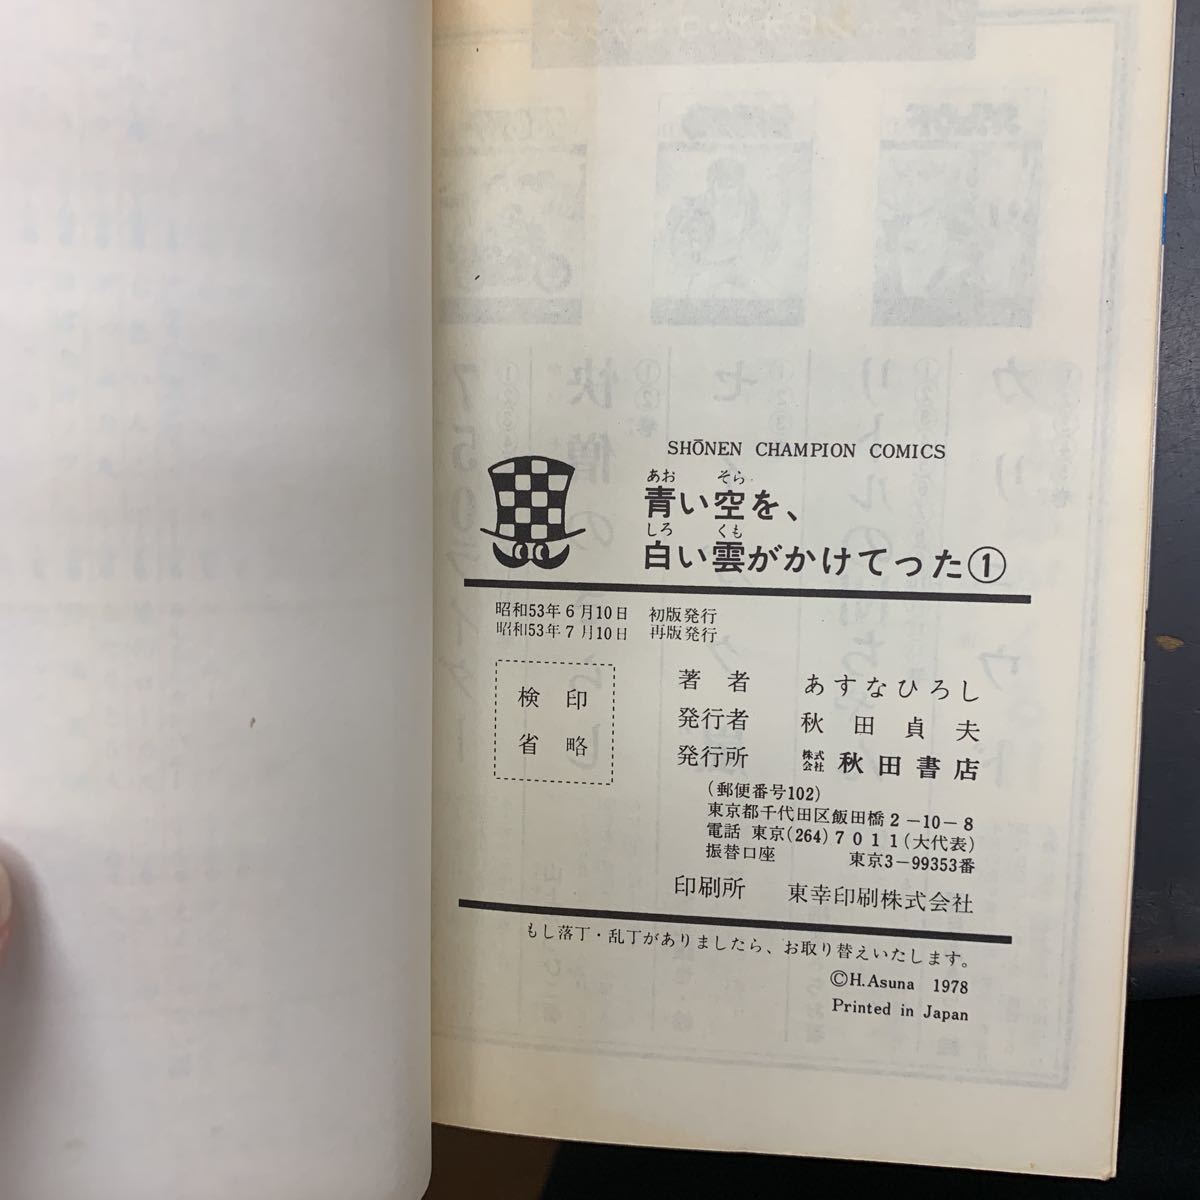 SHŌNEN CHAMPION COMICS
あお そら
青い空を、
しろ くも
白い雲がかけてった①
昭和53年6月10日 初版発行
昭和53年7月10日 再版発行
検印
省略
著者 あすなひろし
発行者 秋田貞夫
発行所 株式会社 秋田書店
(郵便番号102)
東京都千代田区飯田橋2-10-8
電話 東京(264)7011(大代表)
振替口座 東京3-99353番
印刷所 東幸印刷株式会社
もし落丁・乱丁がありましたら、お取り替えいたします。
©H.Asuna 1978
Printed in Japan